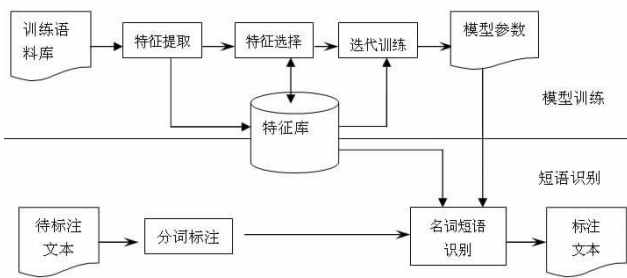 训练语
料库
特征提取
特征选择
迭代训练
模型参数
特征库
模型训练
短语识别
待标注
文本
分词标注
名词短语
识别
标注
文本